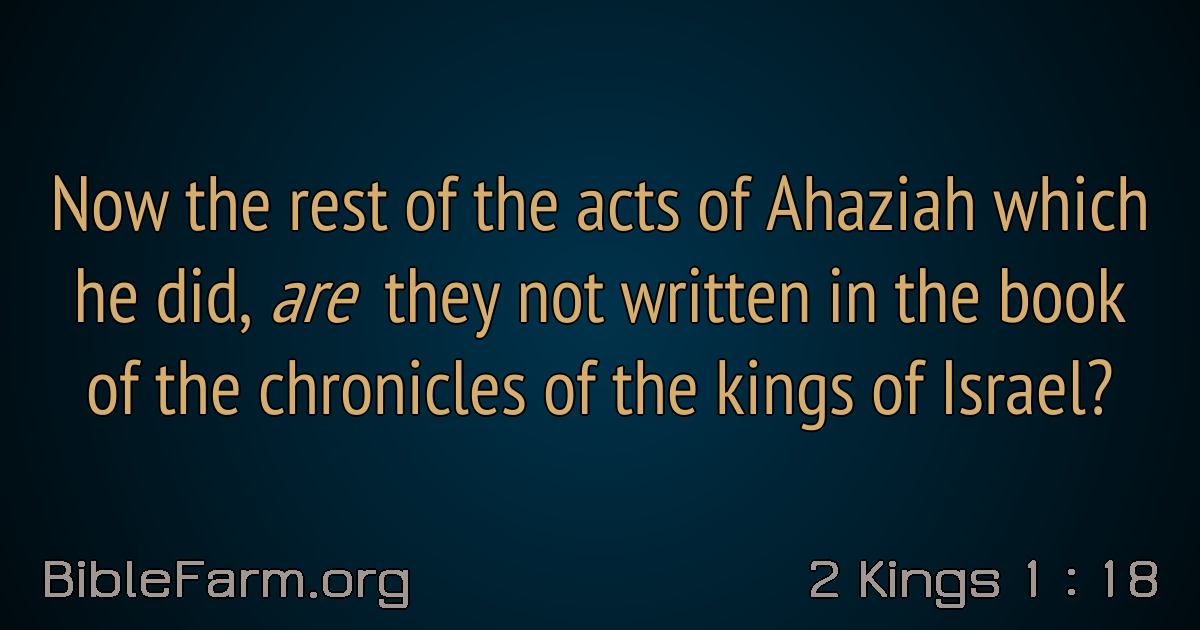 Now the rest of the acts of Ahaziah which
he did, are they not written in the book
of the chronicles of the kings of Israel?
BibleFarm.org
2 Kings 1 : 18